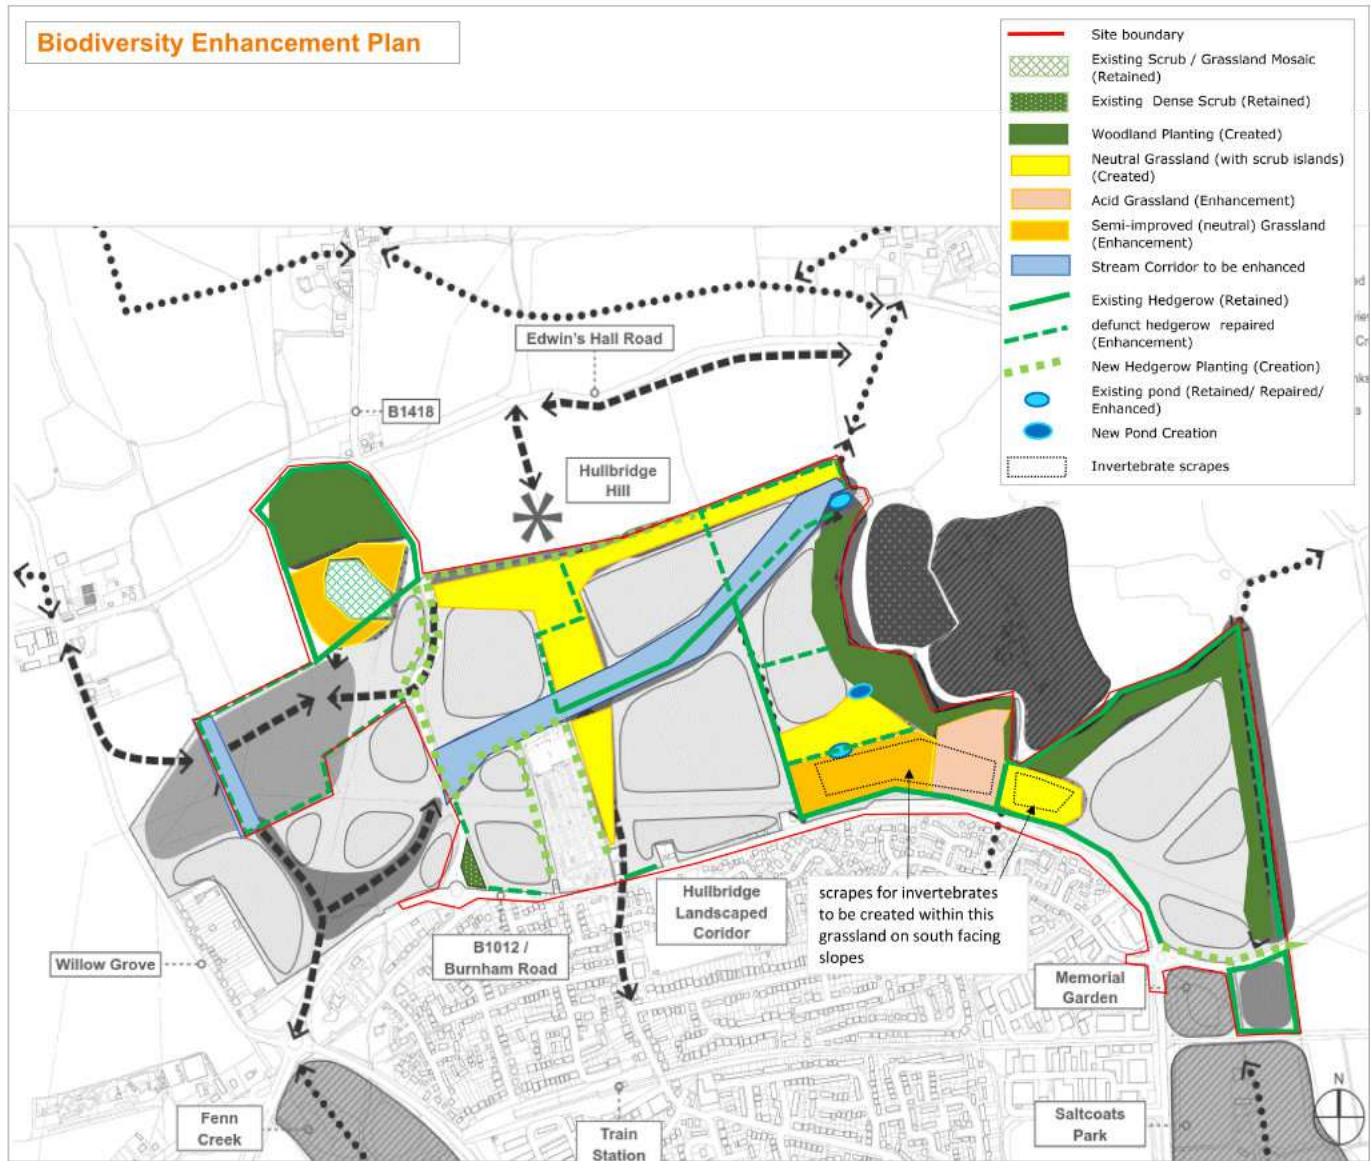 Biodiversity Enhancement Plan
Site boundary
Existing Scrub / Grassland Mosaic
(Retained)
Existing Dense Scrub (Retained)
Woodland Planting (Created)
Neutral Grassland (with scrub islands)
(Created)
Acid Grassland (Enhancement)
Semi-improved (neutral) Grassland
(Enhancement)
Stream Corridor to be enhanced
Existing Hedgerow (Retained)
defunct hedgerow repaired
(Enhancement)
New Hedgerow Planting (Creation)
Existing pond (Retained/ Repaired/
Enhanced)
New Pond Creation
Invertebrate scrapes
Edwin's Hall Road
B1418
Hullbridge
Hill
Hullbridge
Landscaped
Coridor
scrapes for invertebrates
to be created within this
grassland on south facing
slopes
B1012 /
Burnham Road
Willow Grove
Memorial
Garden
Fenn
Creek
Train
Station
Saltcoats
Park
N